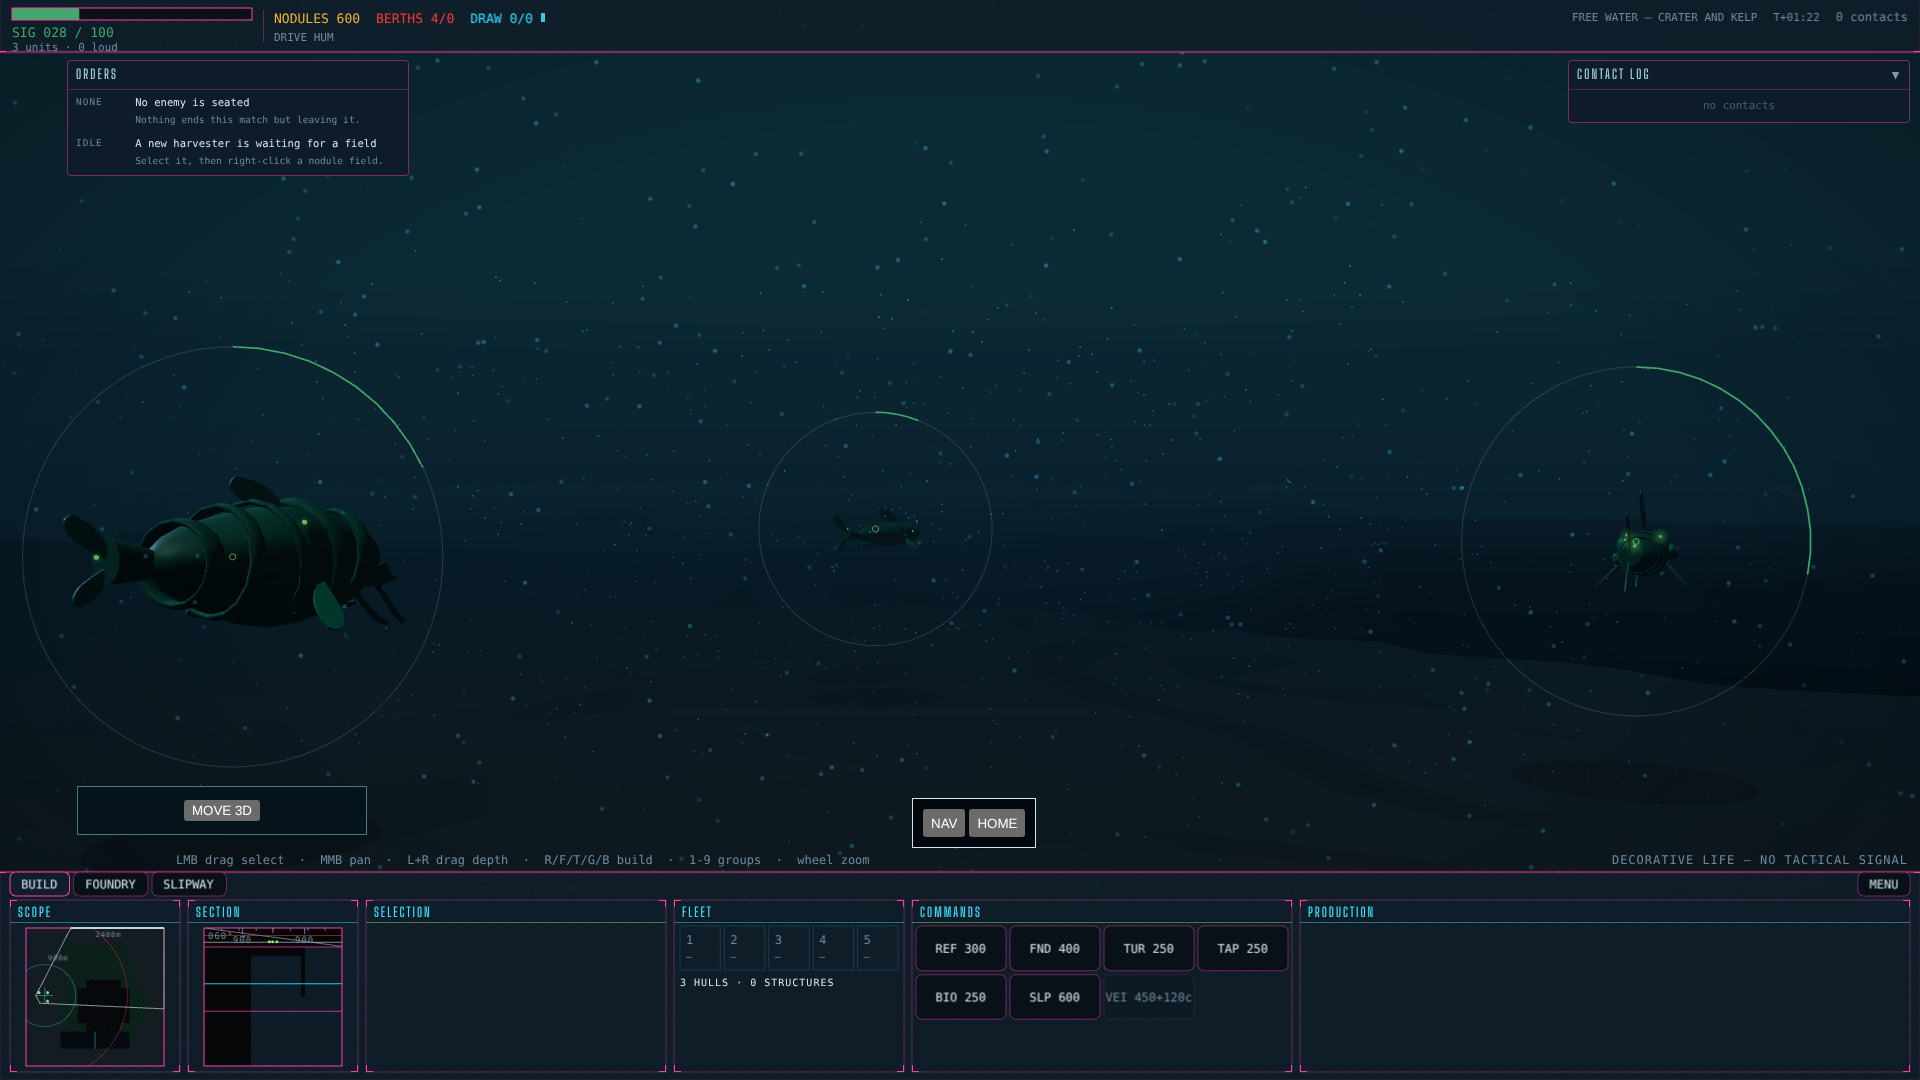 SIG 028 / 100
3 units · 0 loud
NODULES 600 BERTHS 4/0 DRAW 0/0
DRIVE HUM
FREE WATER — CRATER AND KELP T+01:22 0 contacts
ORDERS
NONE No enemy is seated
Nothing ends this match but leaving it.
IDLE A new harvester is waiting for a field
Select it, then right-click a nodule field.
CONTACT LOG ▼
no contacts
MOVE 3D
NAV HOME
LMB drag select · MMB pan · L+R drag depth · R/F/T/G/B build · 1-9 groups · wheel zoom
DECORATIVE LIFE — NO TACTICAL SIGNAL
BUILD FOUNDRY SLIPWAY
MENU
SCOPE
2400m
900m
SECTION
060°
900 900
SELECTION
FLEET
1 2 3 4 5
– – – – –
3 HULLS · 0 STRUCTURES
COMMANDS
REF 300 FND 400 TUR 250 TAP 250
BIO 250 SLP 600 VEI 450+120c
PRODUCTION